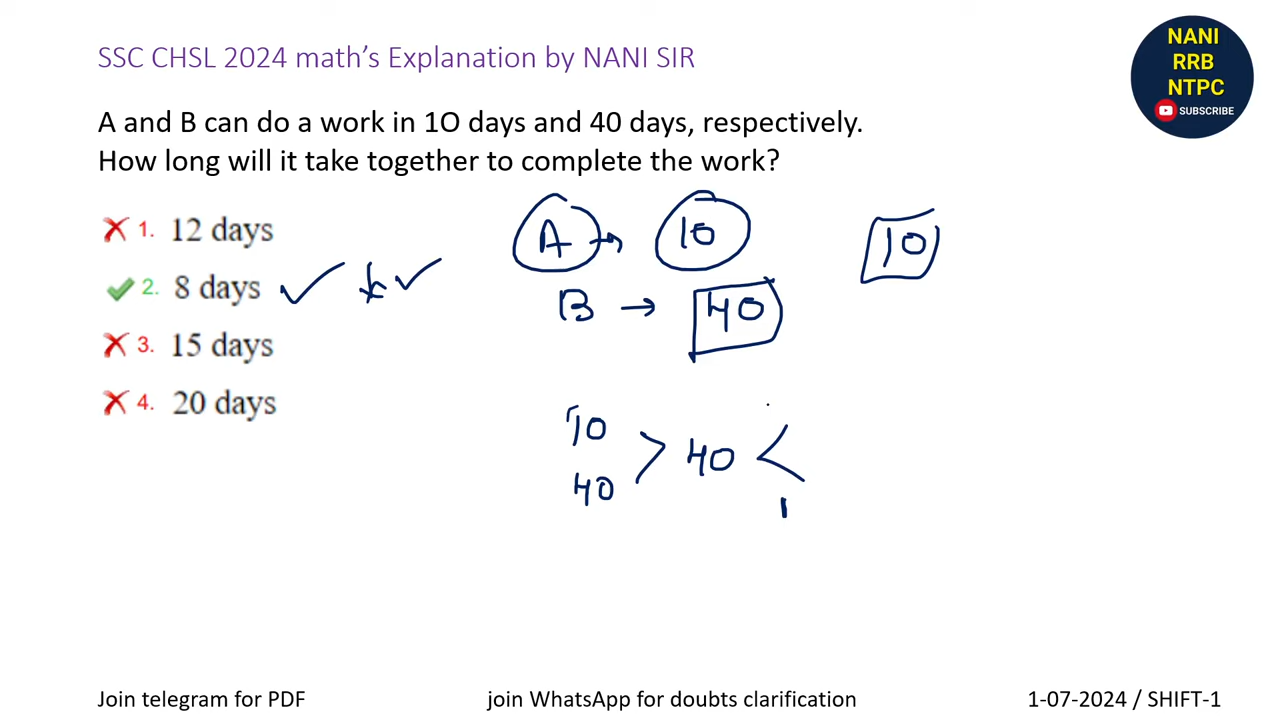 SSC CHSL 2024 math’s Explanation by NANI SIR
NANI
RRB
NTPC
SUBSCRIBE
A and B can do a work in 1O days and 40 days, respectively.
How long will it take together to complete the work?
1. 12 days
2. 8 days
3. 15 days
4. 20 days
A → 10
10
B → 40
10
40 > 40 <
1
Join telegram for PDF
join WhatsApp for doubts clarification
1-07-2024 / SHIFT-1